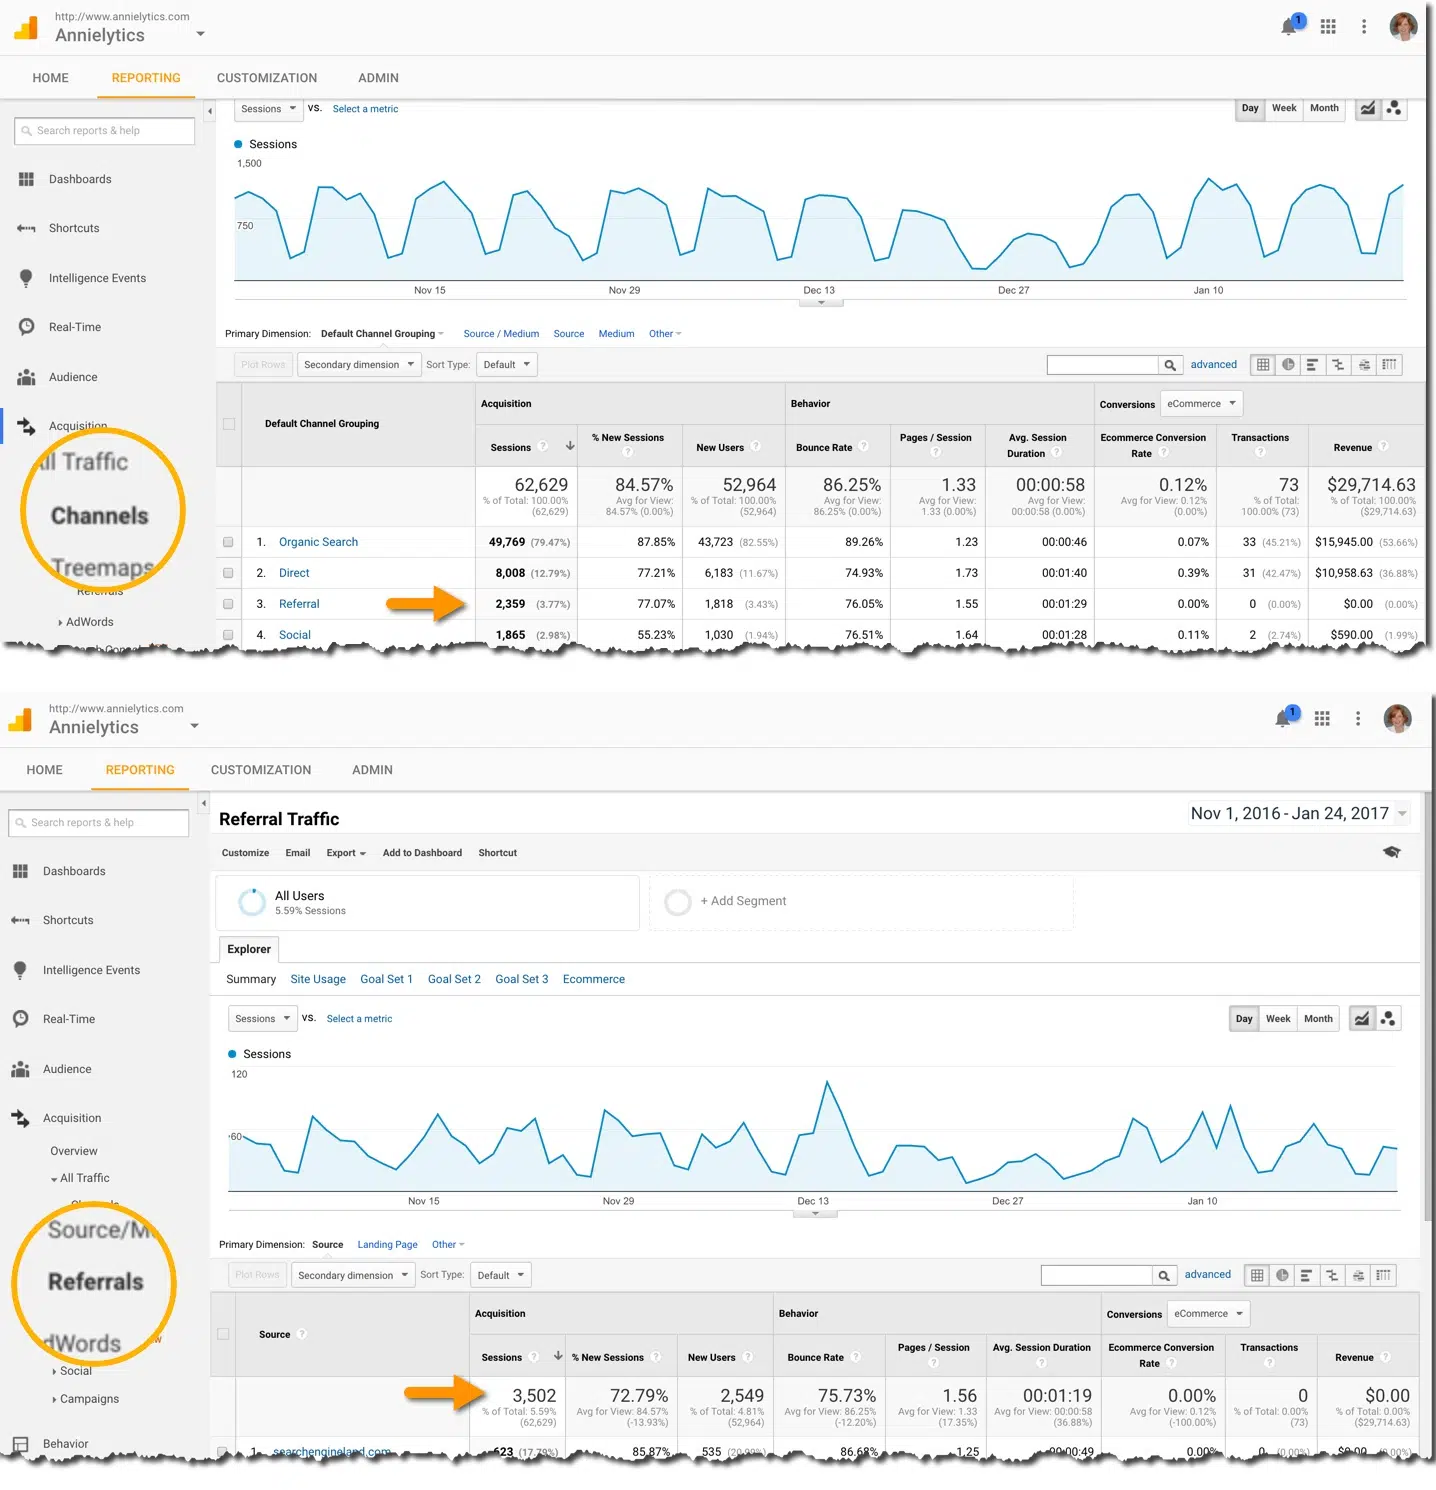 http://www.annielytics.com
Annielytics
1
HOME REPORTING CUSTOMIZATION ADMIN
Search reports & help
Dashboards
Shortcuts
Intelligence Events
Real-Time
Audience
Acquisition
All Traffic
Channels
Treemaps
Referrals
AdWords
Sessions VS. Select a metric
Day Week Month
Sessions
1,500
750
Nov 15 Nov 29 Dec 13 Dec 27 Jan 10
Primary Dimension: Default Channel Grouping Source / Medium Source Medium Other
Plot Rows Secondary dimension Sort Type: Default advanced
Default Channel Grouping
Acquisition Behavior Conversions eCommerce
Sessions % New Sessions New Users Bounce Rate Pages / Session Avg. Session Duration Ecommerce Conversion Rate Transactions Revenue
62,629 84.57% 52,964 86.25% 1.33 00:00:58 0.12% 73 $29,714.63
% of Total: 100.00% (62,629) Avg for View: 84.57% (0.00%) % of Total: 100.00% (52,964) Avg for View: 86.25% (0.00%) Avg for View: 1.33 (0.00%) Avg for View: 00:00:58 (0.00%) Avg for View: 0.12% (0.00%) % of Total: 100.00% (73) % of Total: 100.00% ($29,714.63)
1. Organic Search 49,769 (79.47%) 87.85% 43,723 (82.55%) 89.26% 1.23 00:00:46 0.07% 33 (45.21%) $15,945.00 (53.66%)
2. Direct 8,008 (12.79%) 77.21% 6,183 (11.67%) 74.93% 1.73 00:01:40 0.39% 31 (42.47%) $10,958.63 (36.88%)
3. Referral 2,359 (3.77%) 77.07% 1,818 (3.43%) 76.05% 1.55 00:01:29 0.00% 0 (0.00%) $0.00 (0.00%)
4. Social 1,865 (2.98%) 55.23% 1,030 (1.94%) 76.51% 1.64 00:01:28 0.11% 2 (2.74%) $590.00 (1.99%)
http://www.annielytics.com
Annielytics
1
HOME REPORTING CUSTOMIZATION ADMIN
Search reports & help
Dashboards
Shortcuts
Intelligence Events
Real-Time
Audience
Acquisition
Overview
All Traffic
Source/M
Referrals
dWords
Social
Campaigns
Behavior
Referral Traffic
Nov 1, 2016 - Jan 24, 2017
Customize Email Export Add to Dashboard Shortcut
All Users
5.59% Sessions
+ Add Segment
Explorer
Summary Site Usage Goal Set 1 Goal Set 2 Goal Set 3 Ecommerce
Sessions VS. Select a metric
Day Week Month
Sessions
120
60
Nov 15 Nov 29 Dec 13 Dec 27 Jan 10
Primary Dimension: Source Landing Page Other
Plot Rows Secondary dimension Sort Type: Default advanced
Source
Acquisition Behavior Conversions eCommerce
Sessions % New Sessions New Users Bounce Rate Pages / Session Avg. Session Duration Ecommerce Conversion Rate Transactions Revenue
3,502 72.79% 2,549 75.73% 1.56 00:01:19 0.00% 0 $0.00
% of Total: 5.59% (62,629) Avg for View: 84.57% (-13.93%) % of Total: 4.81% (52,964) Avg for View: 86.25% (-12.20%) Avg for View: 1.33 (17.35%) Avg for View: 00:00:58 (36.88%) Avg for View: 0.12% (-100.00%) % of Total: 0.00% (73) % of Total: 0.00% ($29,714.63)
1. searchengineland.com 623 (17.79%) 85.87% 535 (20.99%) 86.68% 1.25 00:00:49 0.00% 0 (0.00%) $0.00 (0.00%)